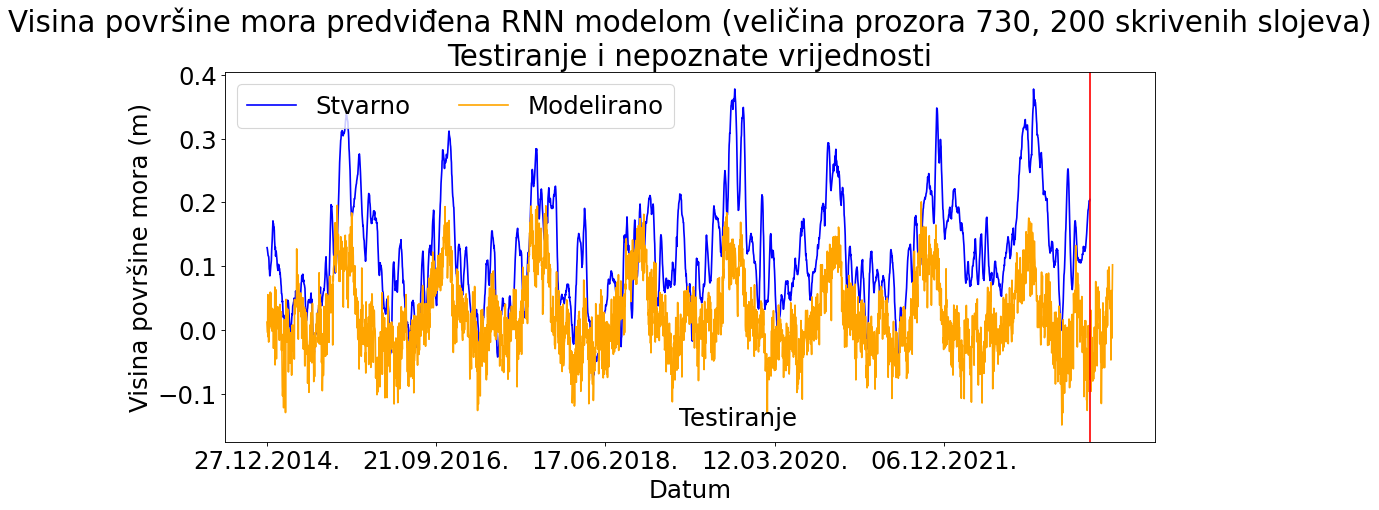 Visina površine mora predviđena RNN modelom (veličina prozora 730, 200 skrivenih slojeva)
Testiranje i nepoznate vrijednosti
Stvarno
Modelirano
Visina površine mora (m)
0.4
0.3
0.2
0.1
0.0
−0.1
Testiranje
27.12.2014.
21.09.2016.
17.06.2018.
12.03.2020.
06.12.2021.
Datum